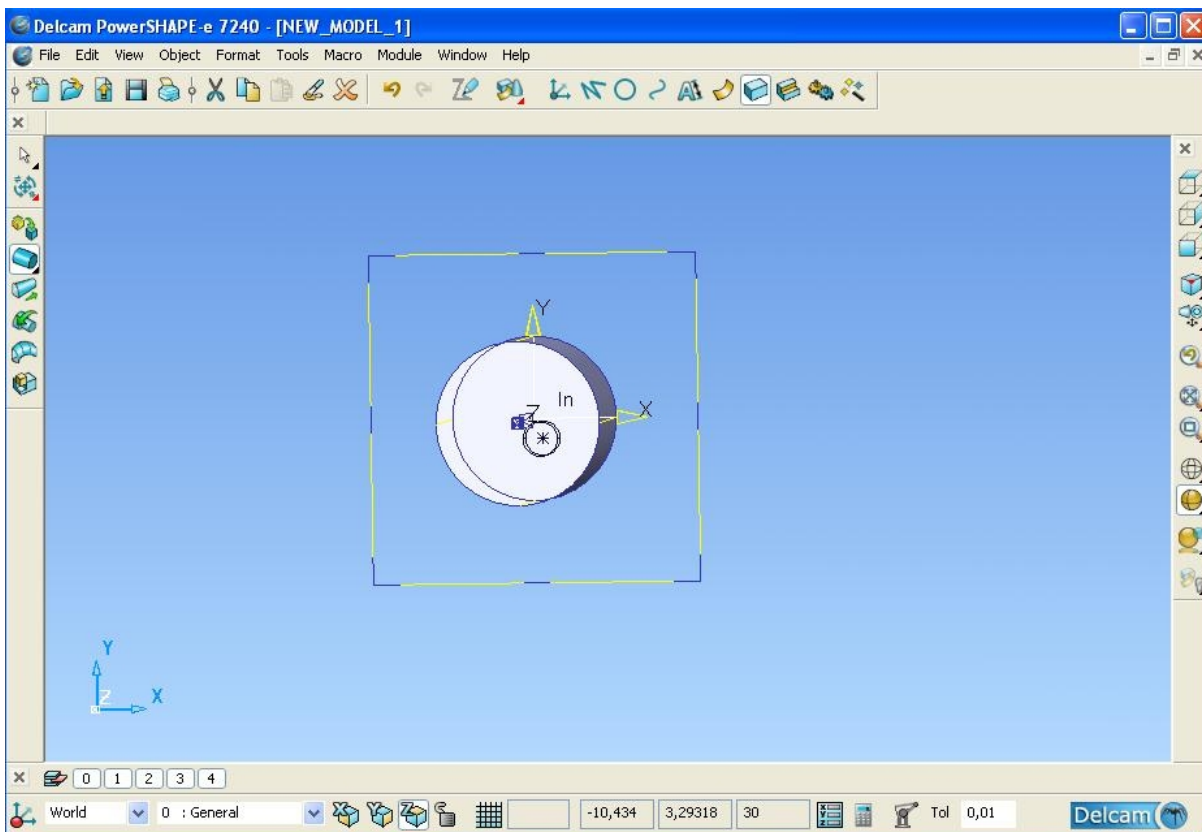 Delcam PowerSHAPE-e 7240 - [NEW_MODEL_1]
File Edit View Object Format Tools Macro Module Window Help
Y
In
Z X
Y
Z X
0 1 2 3 4
World 0 : General -10,434 3,29318 30 Tol 0,01 Delcam